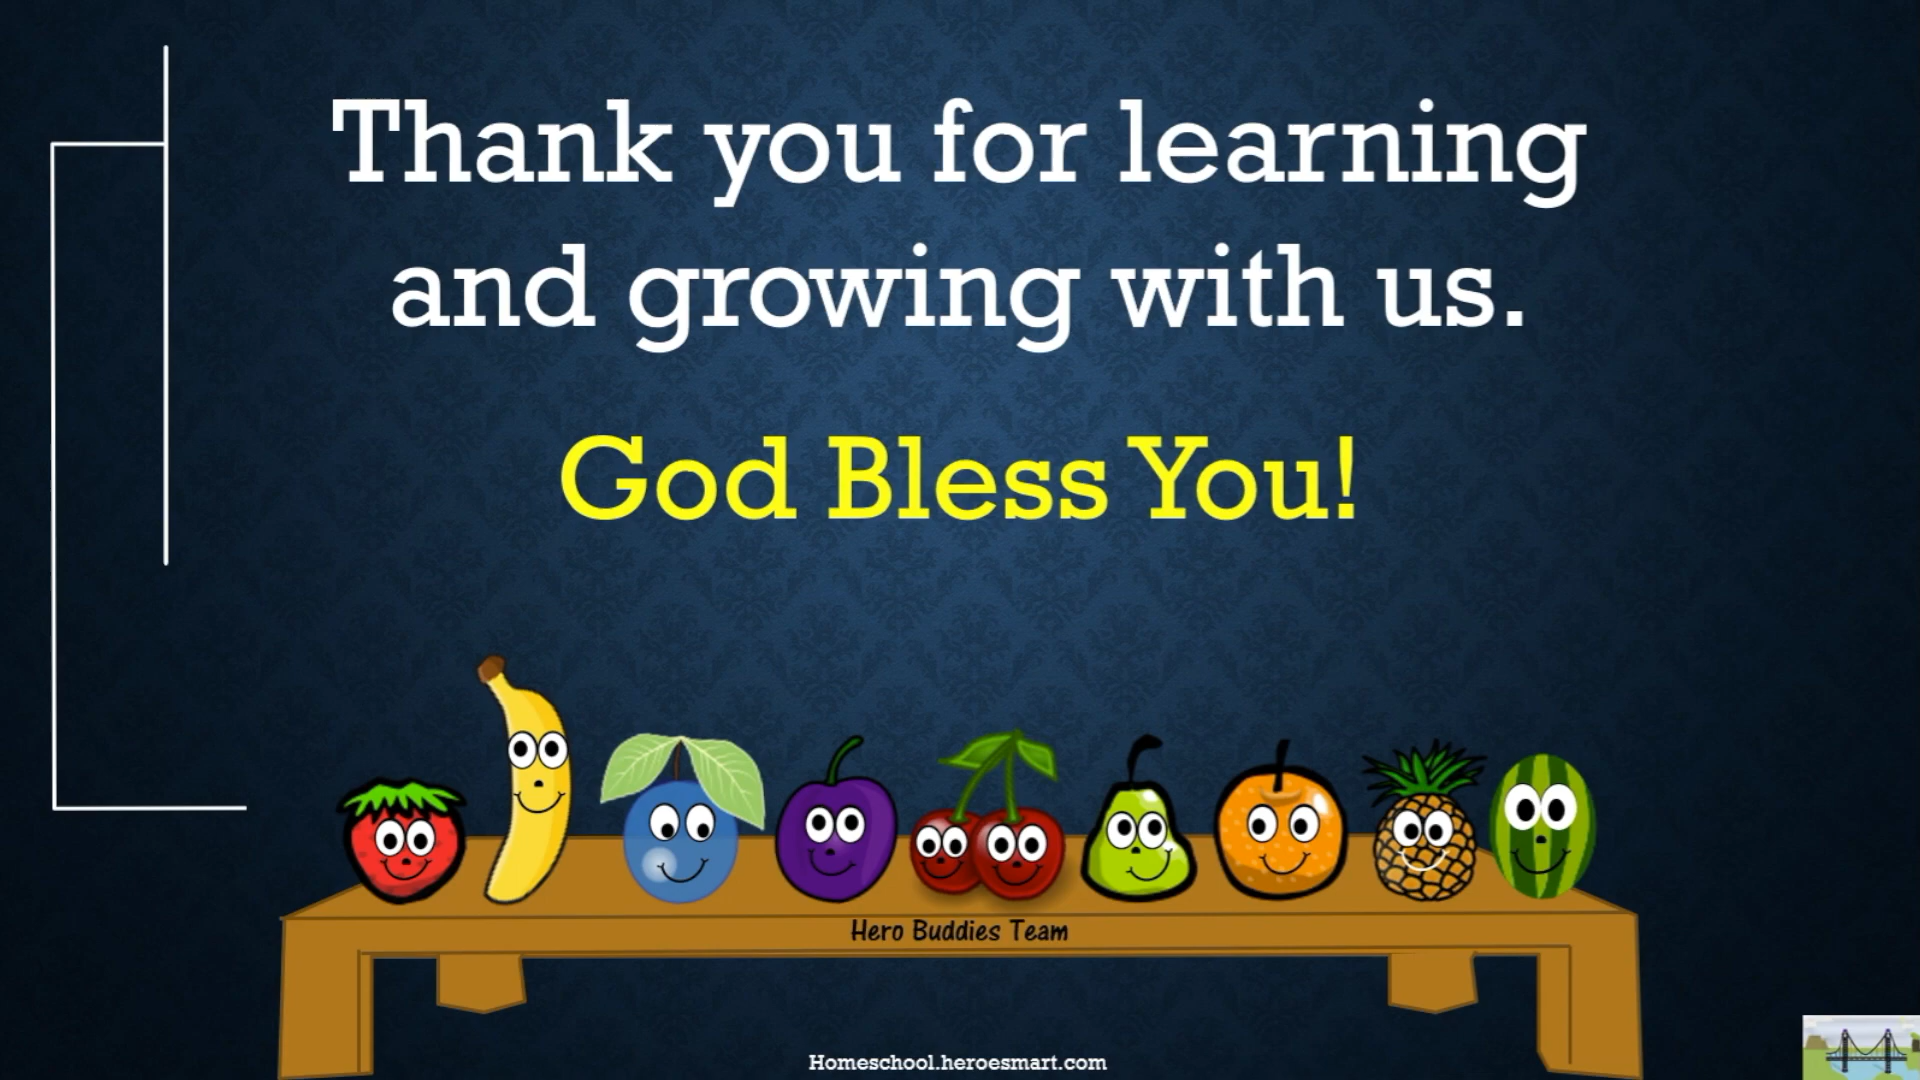 Thank you for learning
and growing with us.
God Bless You!
Hero Buddies Team
Homeschool.heroesmart.com